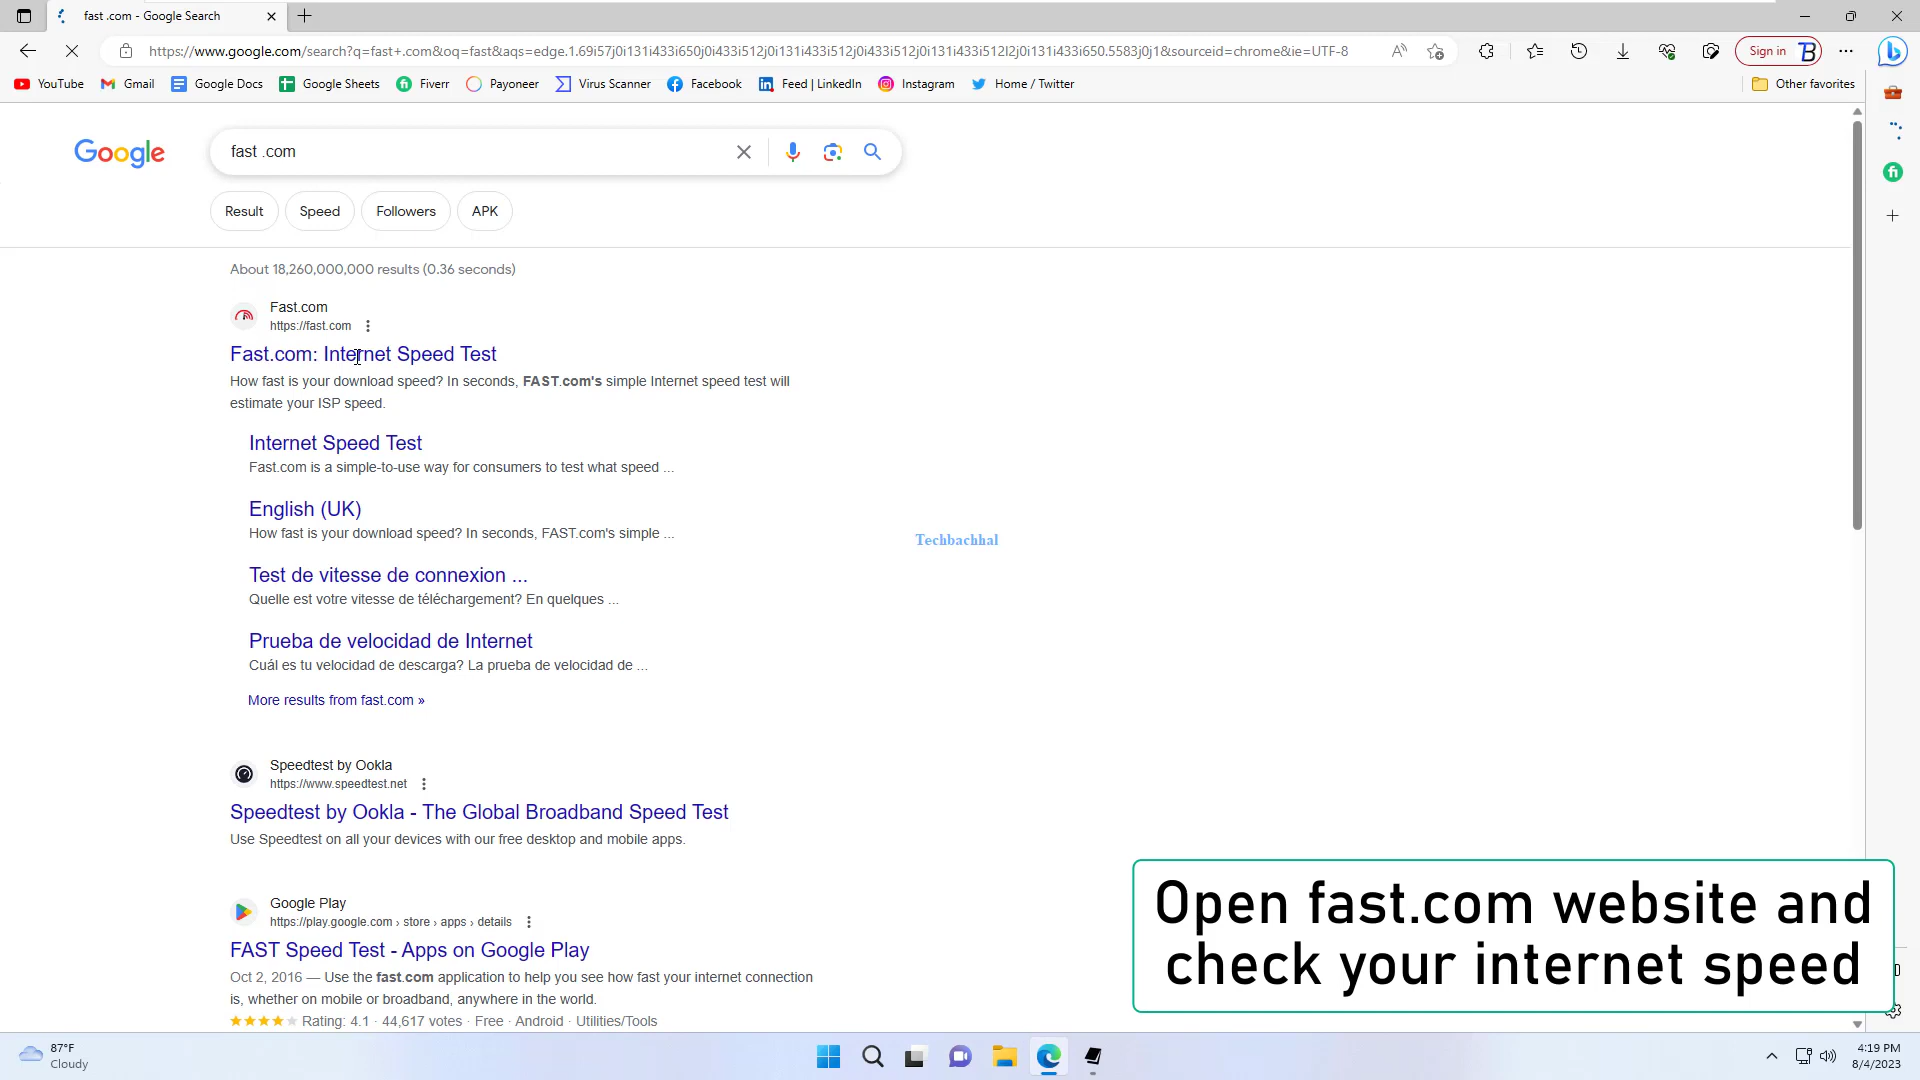 fast .com - Google Search
https://www.google.com/search?q=fast+.com&oq=fast&aqs=edge.1.69i57j0i131i433i650j0i433i512j0i131i433i512j0i433i512j0i131i433i512l2j0i131i433i650.5583j0j1&sourceid=chrome&ie=UTF-8
Sign in
YouTube Gmail Google Docs Google Sheets Fiverr Payoneer Virus Scanner Facebook Feed | LinkedIn Instagram Home / Twitter Other favorites
Google
fast .com
Result Speed Followers APK
About 18,260,000,000 results (0.36 seconds)
Fast.com
https://fast.com
Fast.com: Internet Speed Test
How fast is your download speed? In seconds, FAST.com's simple Internet speed test will
estimate your ISP speed.
Internet Speed Test
Fast.com is a simple-to-use way for consumers to test what speed ...
English (UK)
How fast is your download speed? In seconds, FAST.com's simple ...
Techbachhal
Test de vitesse de connexion ...
Quelle est votre vitesse de téléchargement? En quelques ...
Prueba de velocidad de Internet
Cuál es tu velocidad de descarga? La prueba de velocidad de ...
More results from fast.com »
Speedtest by Ookla
https://www.speedtest.net
Speedtest by Ookla - The Global Broadband Speed Test
Use Speedtest on all your devices with our free desktop and mobile apps.
Google Play
https://play.google.com › store › apps › details
FAST Speed Test - Apps on Google Play
Oct 2, 2016 — Use the fast.com application to help you see how fast your internet connection
is, whether on mobile or broadband, anywhere in the world.
Rating: 4.1 · 44,617 votes · Free · Android · Utilities/Tools
Open fast.com website and
check your internet speed
87°F
Cloudy
4:19 PM
8/4/2023